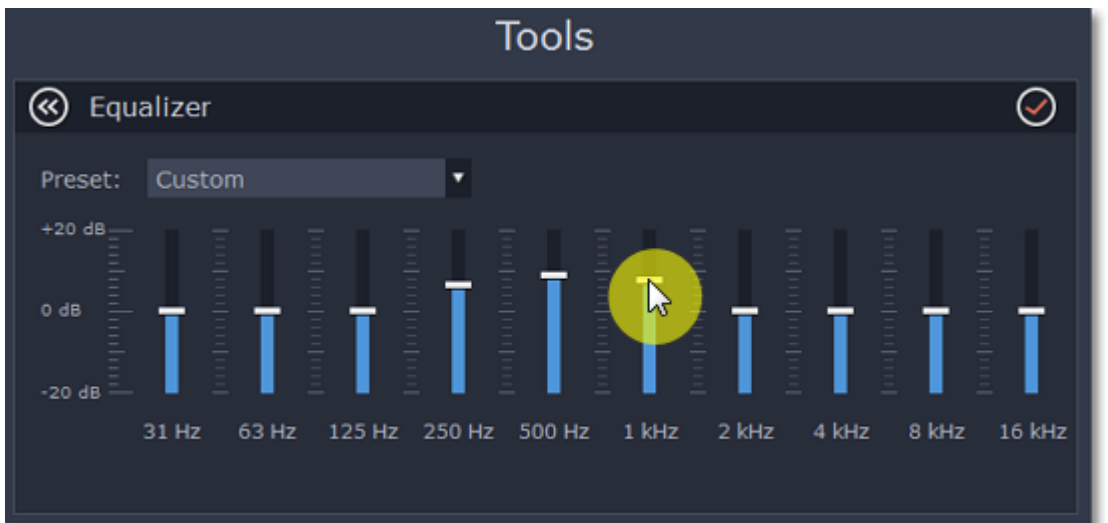 Tools
Equalizer
Preset: Custom
+20 dB
0 dB
-20 dB
31 Hz 63 Hz 125 Hz 250 Hz 500 Hz 1 kHz 2 kHz 4 kHz 8 kHz 16 kHz